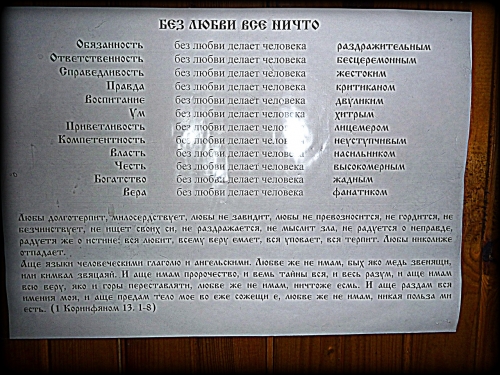 БЕЗ ЛЮБВИ ВСЕ НИЧТО
Обязанность без любви делает человека раздражительным
Ответственность без любви делает человека бесцеремонным
Справедливость без любви делает человека жестоким
Правда без любви делает человека критиканом
Воспитание без любви делает человека двуликим
Ум без любви делает человека хитрым
Приветливость без любви делает человека лицемером
Компетентность без любви делает человека неуступчивым
Власть без любви делает человека насильником
Честь без любви делает человека высокомерным
Богатство без любви делает человека жадным
Вера без любви делает человека фанатиком
Любы долготерпит, милосердствует, любы не завидит, любы не превозносится, не гордится, не
безчинствует, не ищет своих си, не раздражается, не мыслит зла, не радуется о неправде,
радуется же о истине; вся любит, всему веру емлет, вся уповает, вся терпит. Любы николиже
отпадает.
Аще языки человеческими глаголю и ангельскими. Любве же не имам, бых яко медь звенящи,
или кимвал звяцаяй. И аще имам пророчество, и вемь тайны вся, и весь разум, и аще имам
всю веру, яко и горы переставляти, любве же не имам, ничтоже есмь. И аще раздам вся
имения моя, и аще предам тело мое во еже сожещи е, любве же не имам, никая польза ми
есть. (1 Коринфяном 13. 1-8)